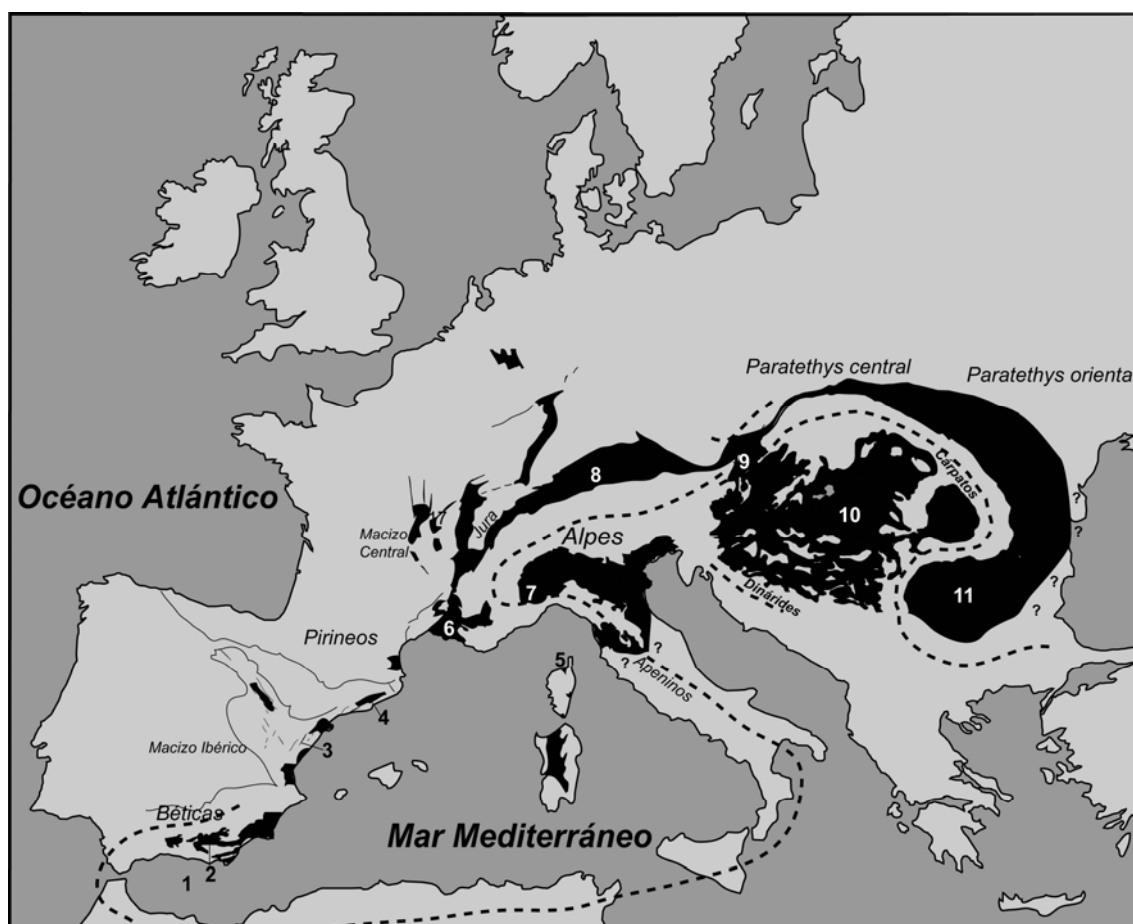 Paratethys central
Paratethys orienta
Océano Atlántico
8
9
Cárpatos
10
17
Jura
Macizo
Central
Alpes
11
7
Dinárides
6
Pirineos
5
Apeninos
4
Macizo Ibérico
3
Béticas
Mar Mediterráneo
1
2
?
?
?
?
?
?